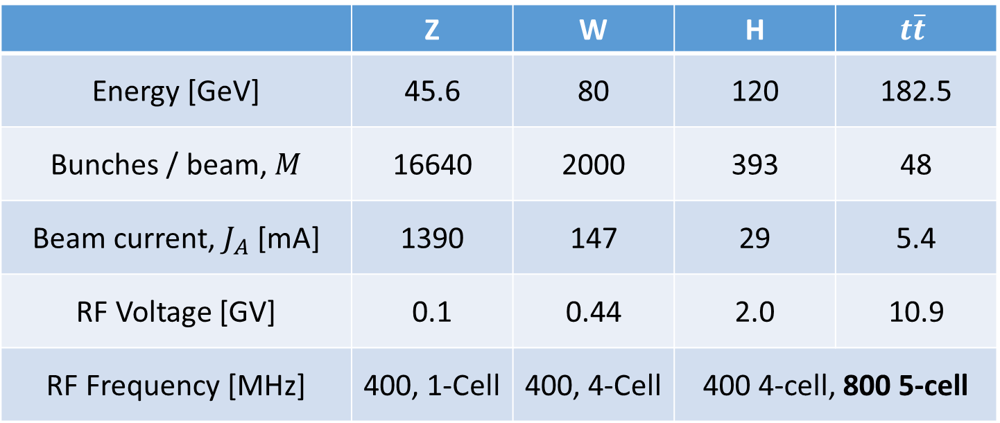 Z W H tt̄
Energy [GeV] 45.6 80 120 182.5
Bunches / beam, M 16640 2000 393 48
Beam current, J_A [mA] 1390 147 29 5.4
RF Voltage [GV] 0.1 0.44 2.0 10.9
RF Frequency [MHz] 400, 1-Cell 400, 4-Cell 400 4-cell, 800 5-cell